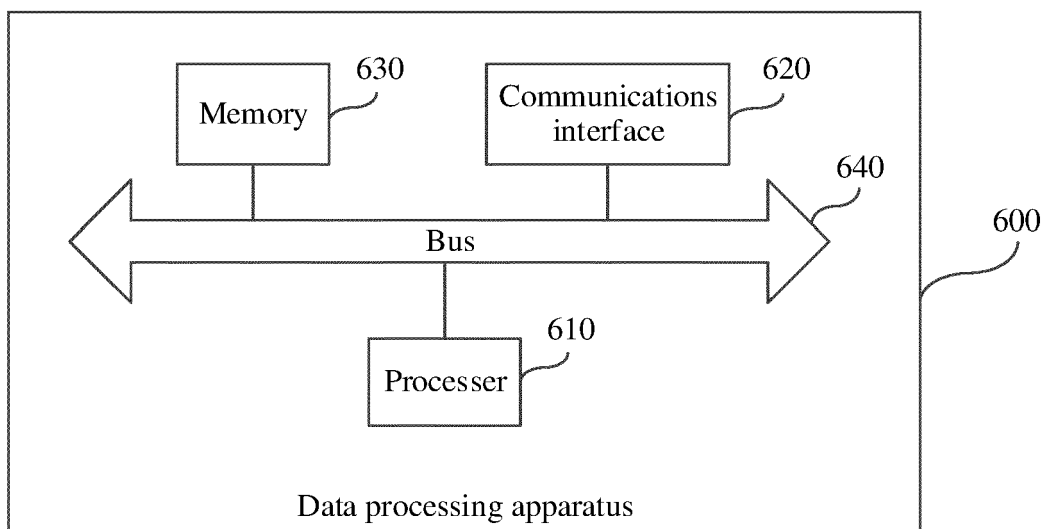 630
Memory
620
Communications
interface
640
600
Bus
610
Processer
Data processing apparatus